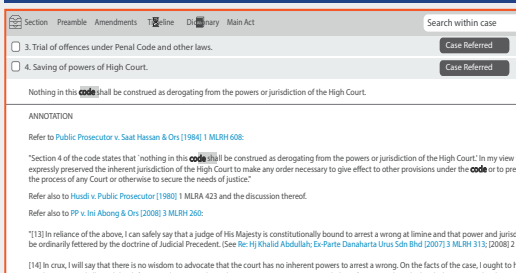 Section Preamble Amendments Timeline Dictionary Main Act Search within case
3. Trial of offences under Penal Code and other laws. Case Referred
4. Saving of powers of High Court. Case Referred
Nothing in this code shall be construed as derogating from the powers or jurisdiction of the High Court.
ANNOTATION
Refer to Public Prosecutor v. Saat Hassan & Ors [1984] 1 MLRH 608:
"Section 4 of the code states that `nothing in this code shall be construed as derogating from the powers or jurisdiction of the High Court.' In my view
expressly preserved the inherent jurisdiction of the High Court to make any order necessary to give effect to other provisions under the code or to pre
the process of any Court or otherwise to secure the needs of justice."
Refer also to Husdi v. Public Prosecutor [1980] 1 MLRA 423 and the discussion thereof.
Refer also to PP v. Ini Abong & Ors [2008] 3 MLRH 260:
"[13] In reliance of the above, I can safely say that a judge of His Majesty is constitutionally bound to arrest a wrong at limine and that power and jurisd
be ordinarily fettered by the doctrine of Judicial Precedent. (See Re: Hj Khalid Abdullah; Ex-Parte Danaharta Urus Sdn Bhd [2007] 3 MLRH 313; [2008] 2
[14] In crux, I will say that there is no wisdom to advocate that the court has no inherent powers to arrest a wrong. On the facts of the case, I ought to h